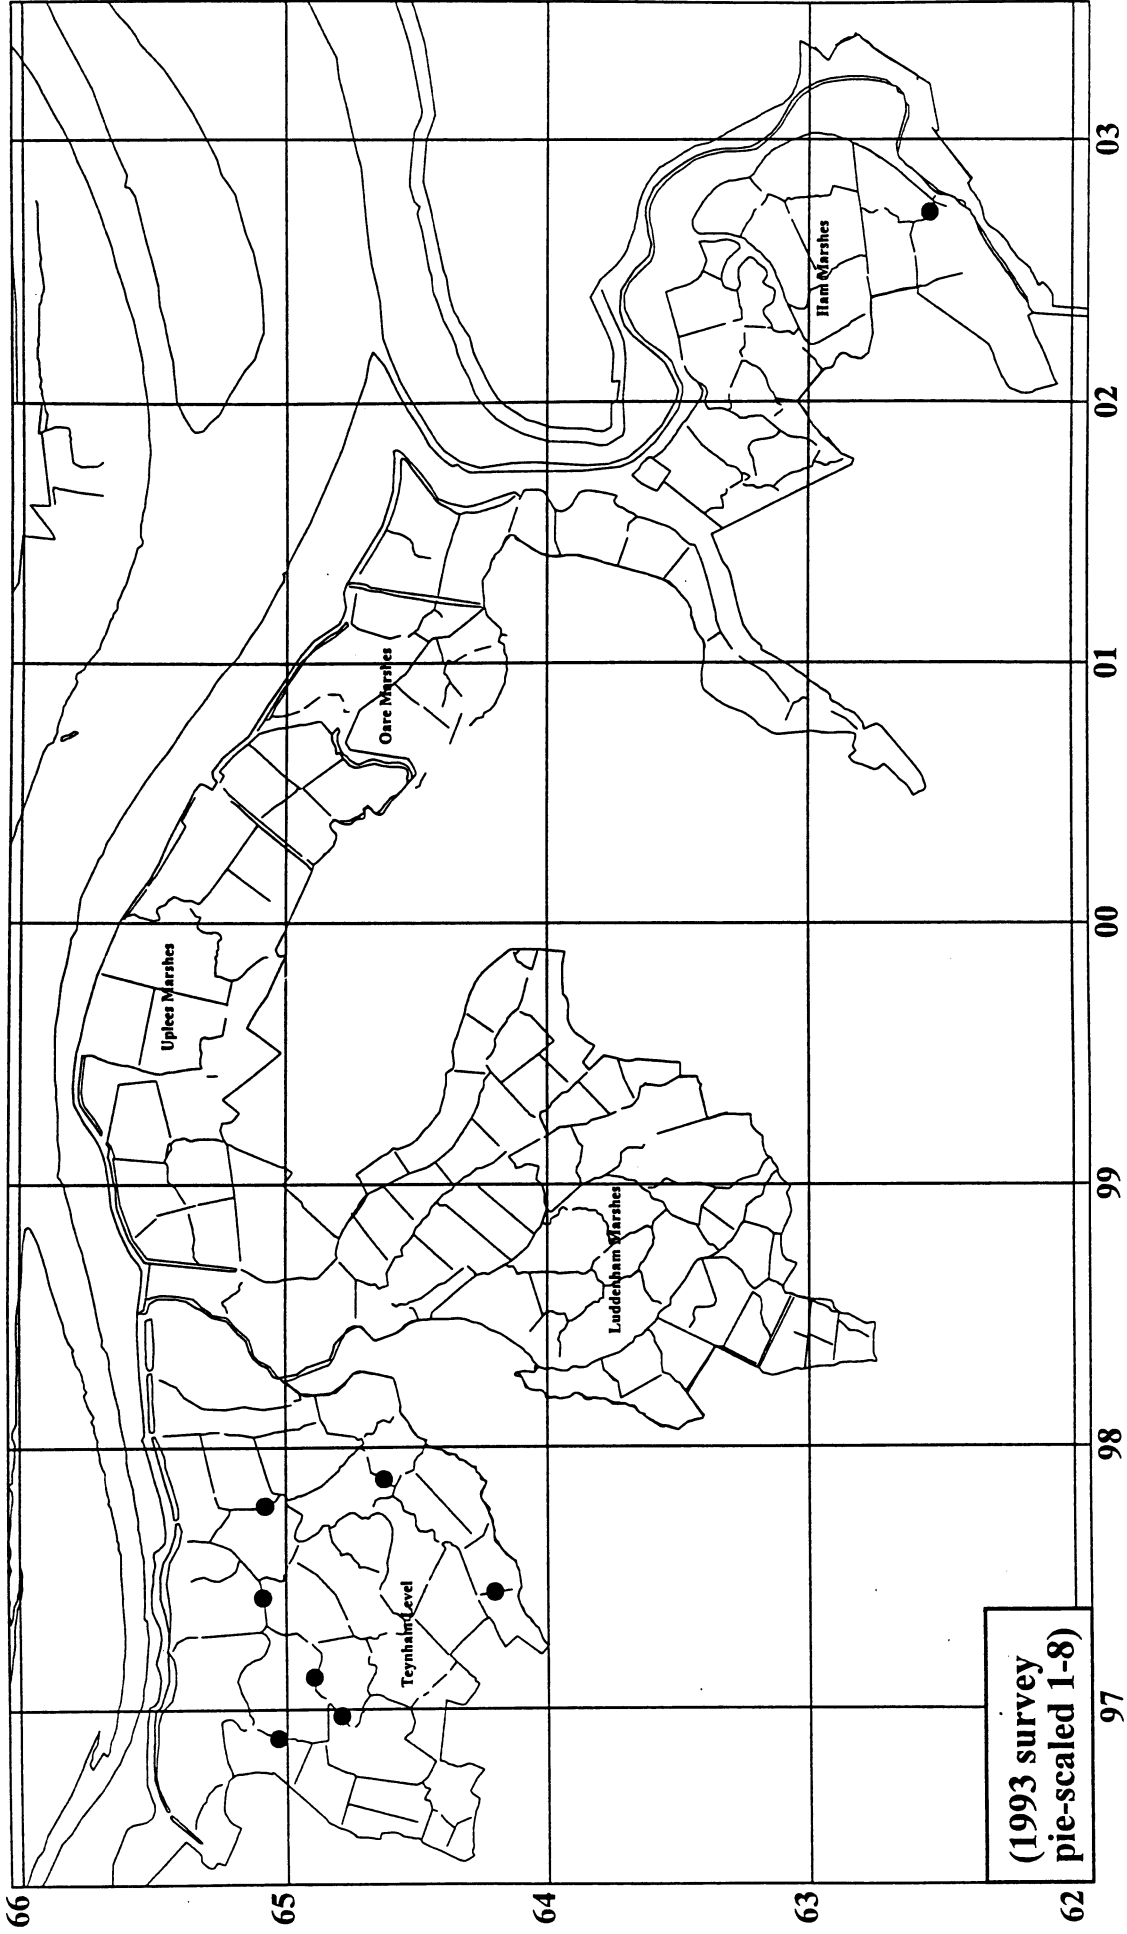 66
65
64
63
62
97
98
99
00
01
02
03
Teynham Level
Luddenham Marshes
Uplees Marshes
Oare Marshes
Ham Marshes
(1993 survey
pie-scaled 1-8)